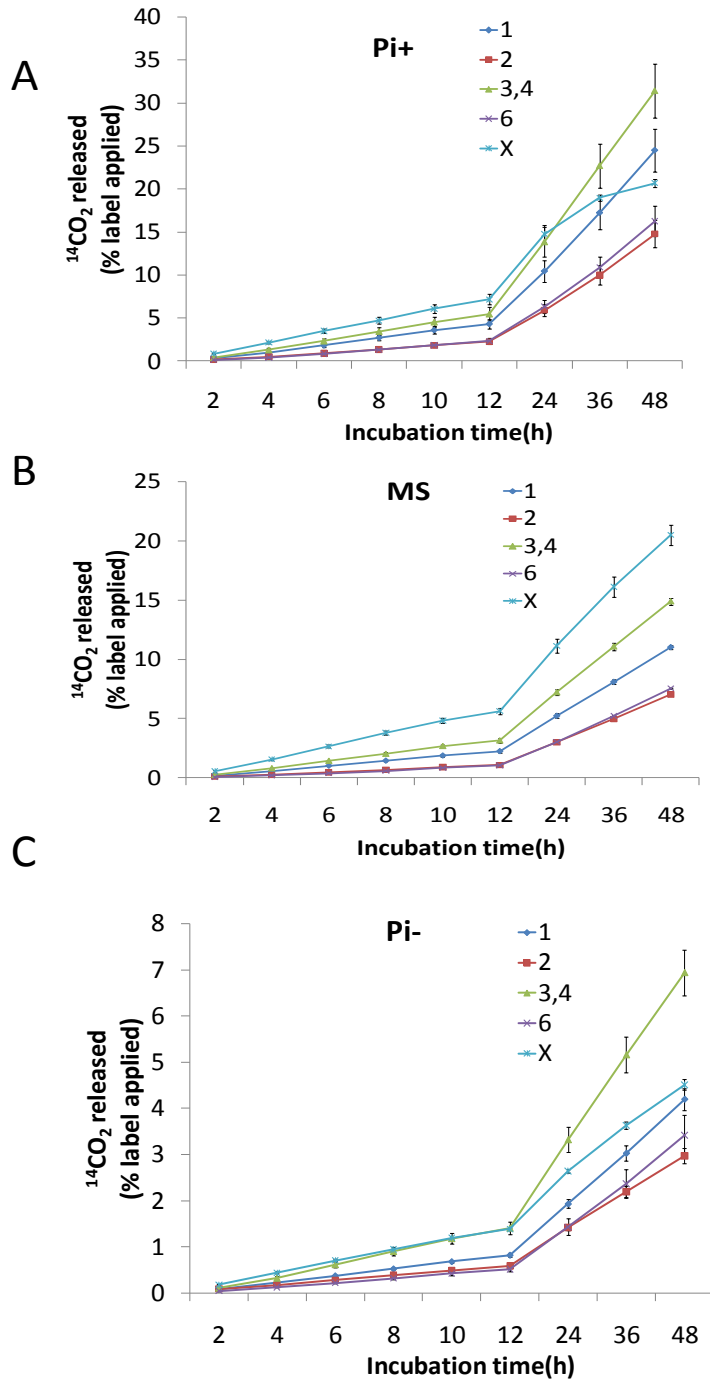 A
Pi+
1
2
3,4
6
X
¹⁴CO₂ released
(% label applied)
40
35
30
25
20
15
10
5
0
2 4 6 8 10 12 24 36 48
Incubation time(h)
B
MS
1
2
3,4
6
X
¹⁴CO₂ released
(% label applied)
25
20
15
10
5
0
2 4 6 8 10 12 24 36 48
Incubation time(h)
C
Pi-
1
2
3,4
6
X
¹⁴CO₂ released
(% label applied)
8
7
6
5
4
3
2
1
0
2 4 6 8 10 12 24 36 48
Incubation time(h)